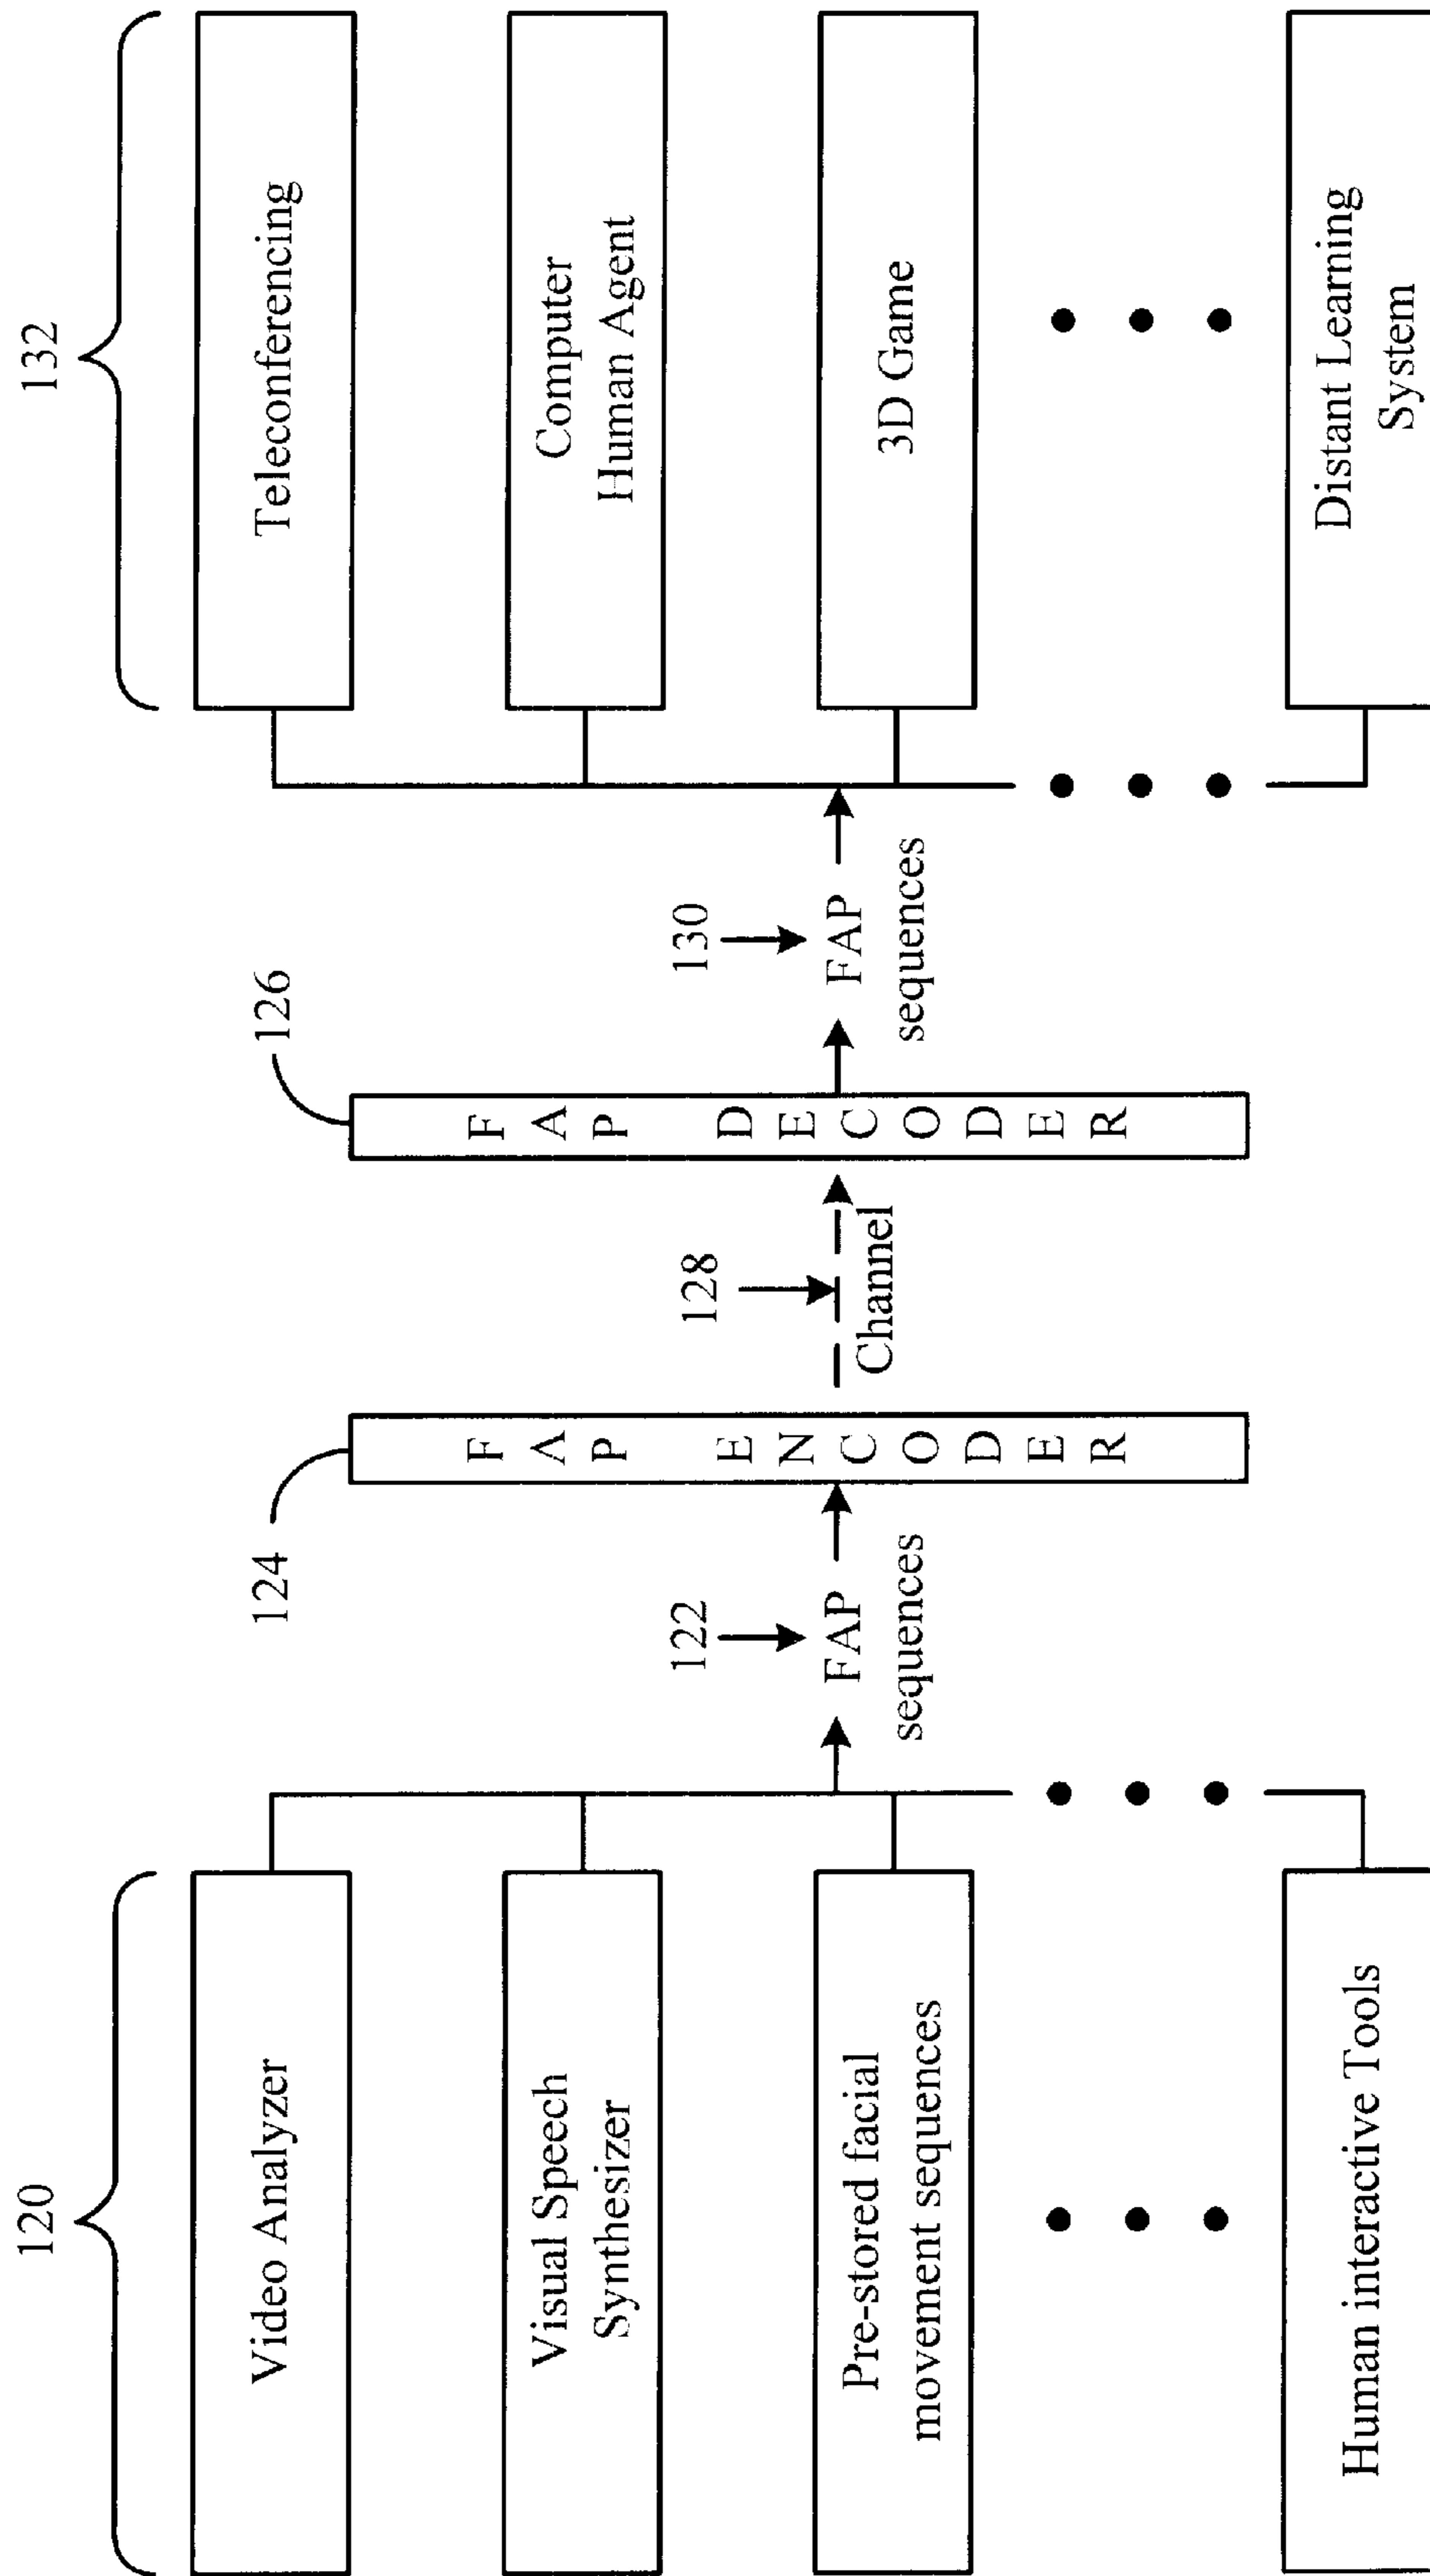 120
Video Analyzer
Visual Speech
Synthesizer
Pre-stored facial
movement sequences
Human interactive Tools
122
FAP
sequences
124
FAP ENCODER
128
Channel
126
FAP DECODER
130
FAP
sequences
132
Teleconferencing
Computer
Human Agent
3D Game
Distant Learning
System